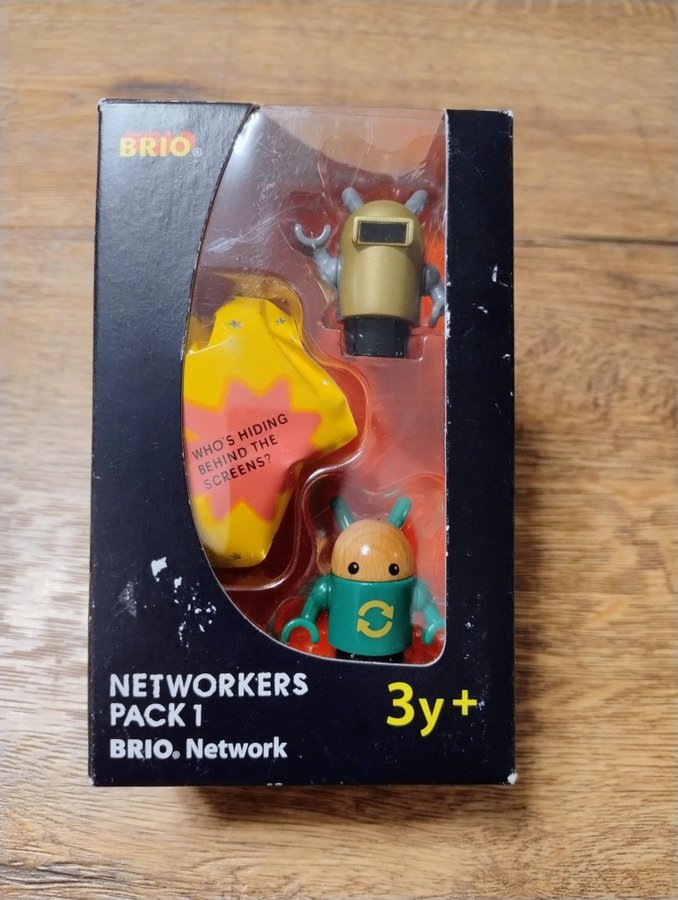 BRIO®
WHO'S HIDING
BEHIND THE
SCREENS?
NETWORKERS
PACK 1
BRIO® Network
3y+